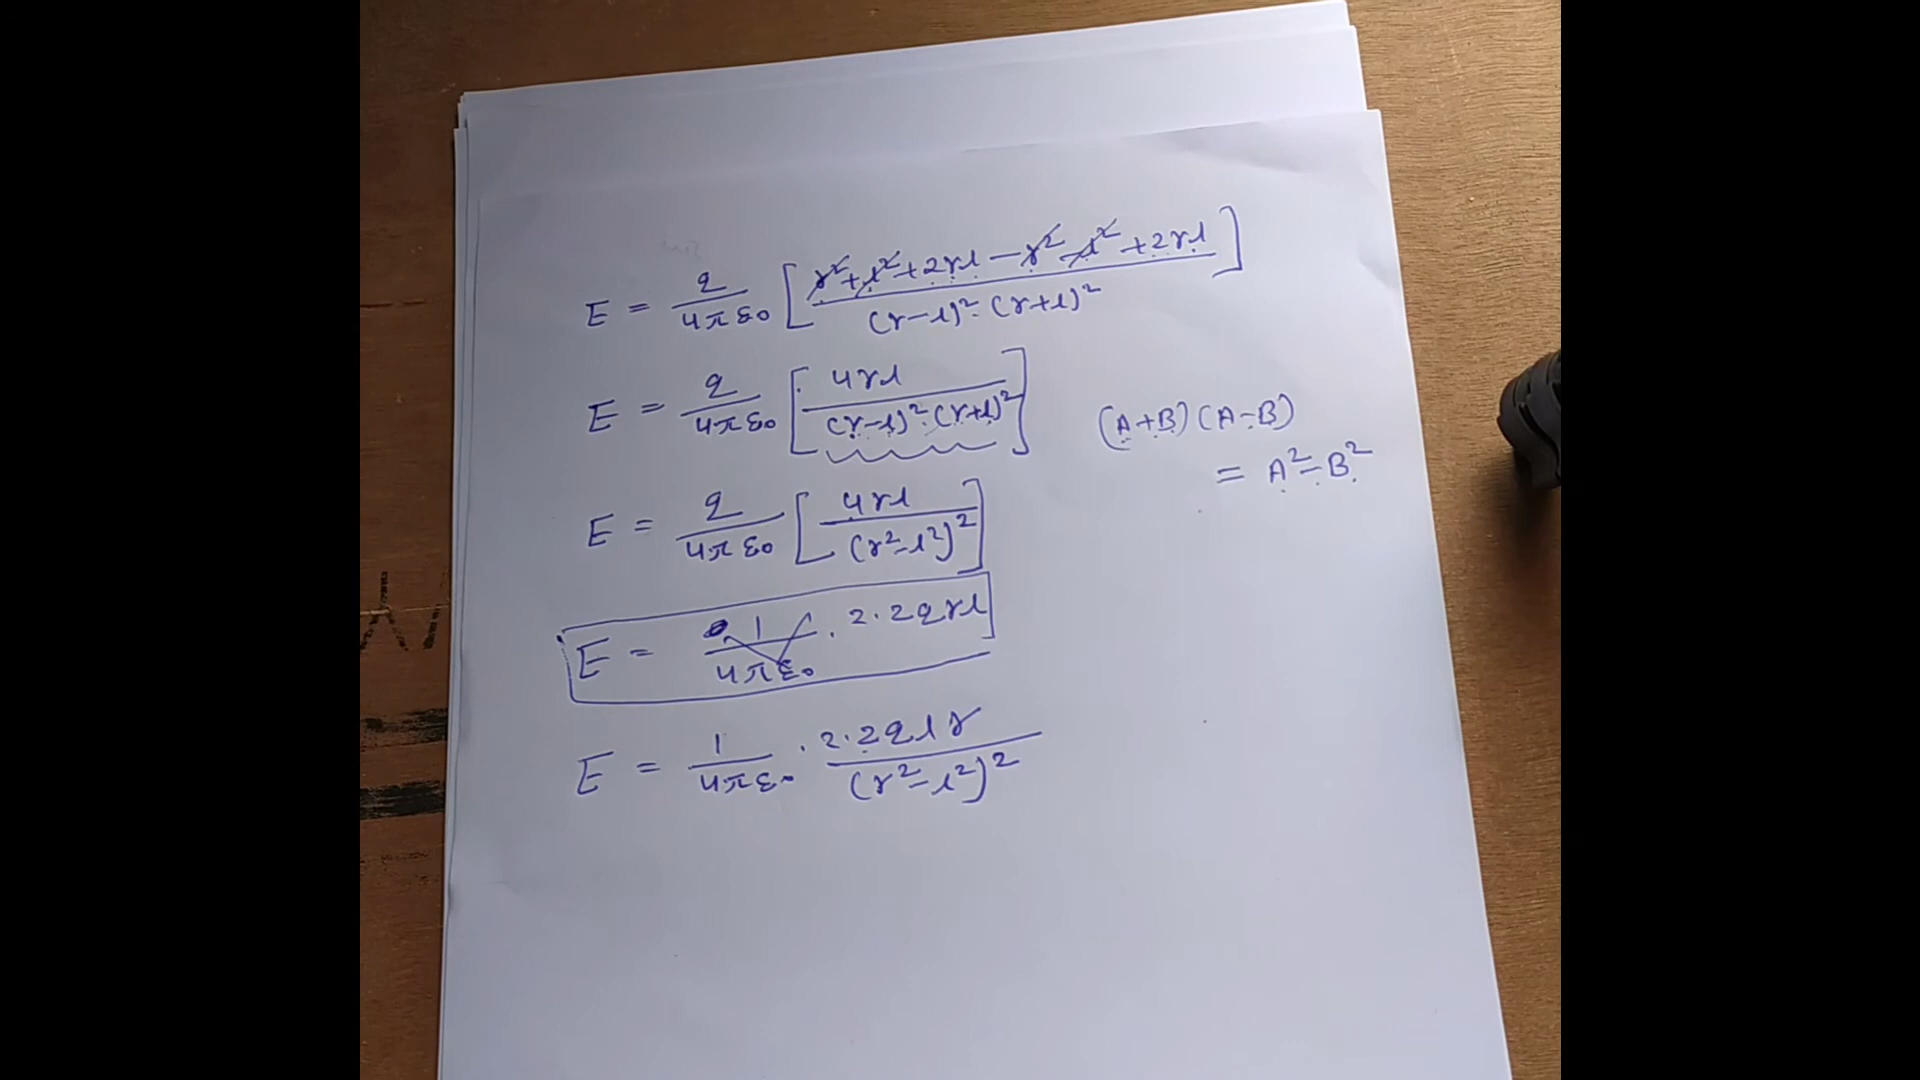 E = q/4πε₀ [r²+l²+2rl−r²−l²+2rl / (r−l)²·(r+l)²]
E = q/4πε₀ [4rl / (r−l)²·(r+l)²]
(A+B)(A−B)
= A²−B²
E = q/4πε₀ [4rl / (r²−l²)²]
E = 1/4πε₀ · 2·2qrl
E = 1/4πε₀ · 2·2qlr / (r²−l²)²